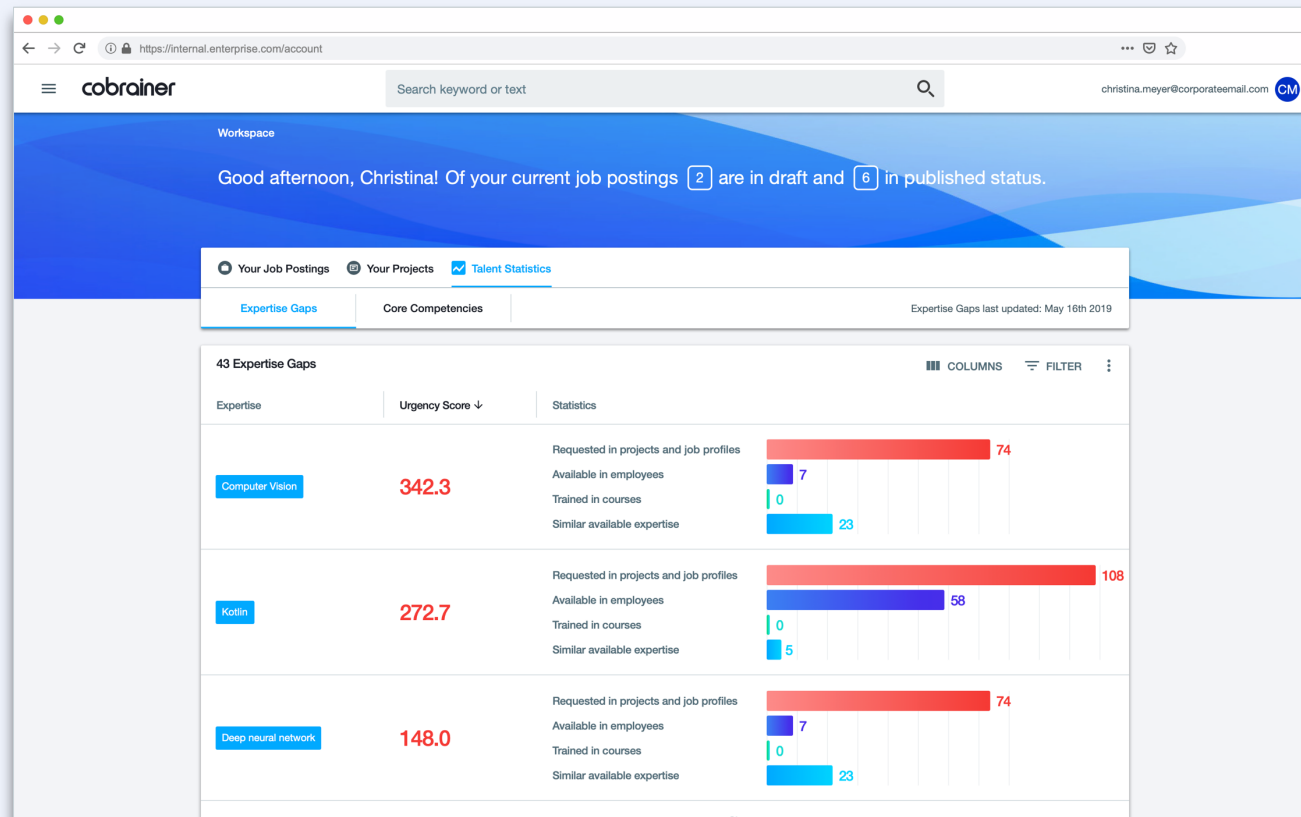 https://internal.enterprise.com/account
cobrainer
Search keyword or text
christina.meyer@corporateemail.com
CM
Workspace
Good afternoon, Christina! Of your current job postings 2 are in draft and 6 in published status.
Your Job Postings
Your Projects
Talent Statistics
Expertise Gaps
Core Competencies
Expertise Gaps last updated: May 16th 2019
43 Expertise Gaps
COLUMNS
FILTER
Expertise
Urgency Score
Statistics
Computer Vision
342.3
Requested in projects and job profiles 74
Available in employees 7
Trained in courses 0
Similar available expertise 23
Kotlin
272.7
Requested in projects and job profiles 108
Available in employees 58
Trained in courses 0
Similar available expertise 5
Deep neural network
148.0
Requested in projects and job profiles 74
Available in employees 7
Trained in courses 0
Similar available expertise 23